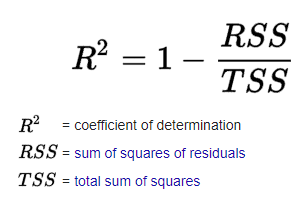 R² = 1 − RSS/TSS
R² = coefficient of determination
RSS = sum of squares of residuals
TSS = total sum of squares